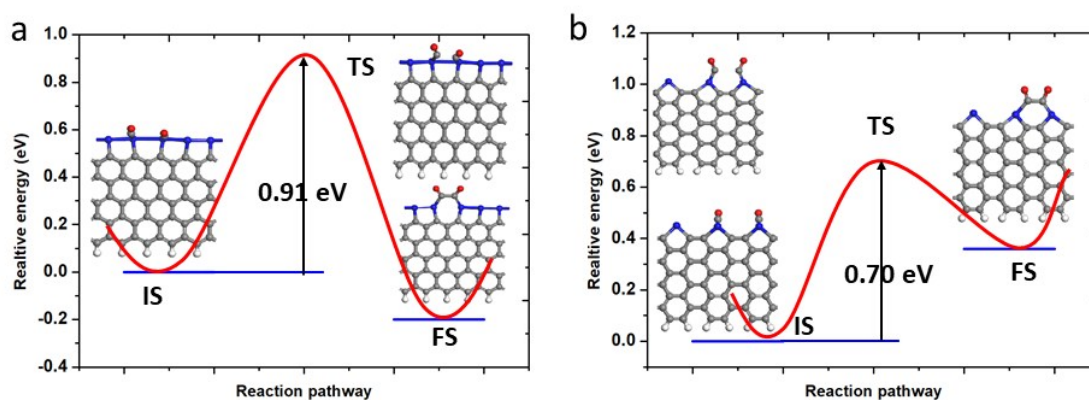 a
Realtive energy (eV)
1.0
0.8
0.6
0.4
0.2
0.0
-0.2
-0.4
TS
0.91 eV
IS
FS
Reaction pathway
b
Realtive energy (eV)
1.2
1.0
0.8
0.6
0.4
0.2
0.0
TS
0.70 eV
IS
FS
Reaction pathway